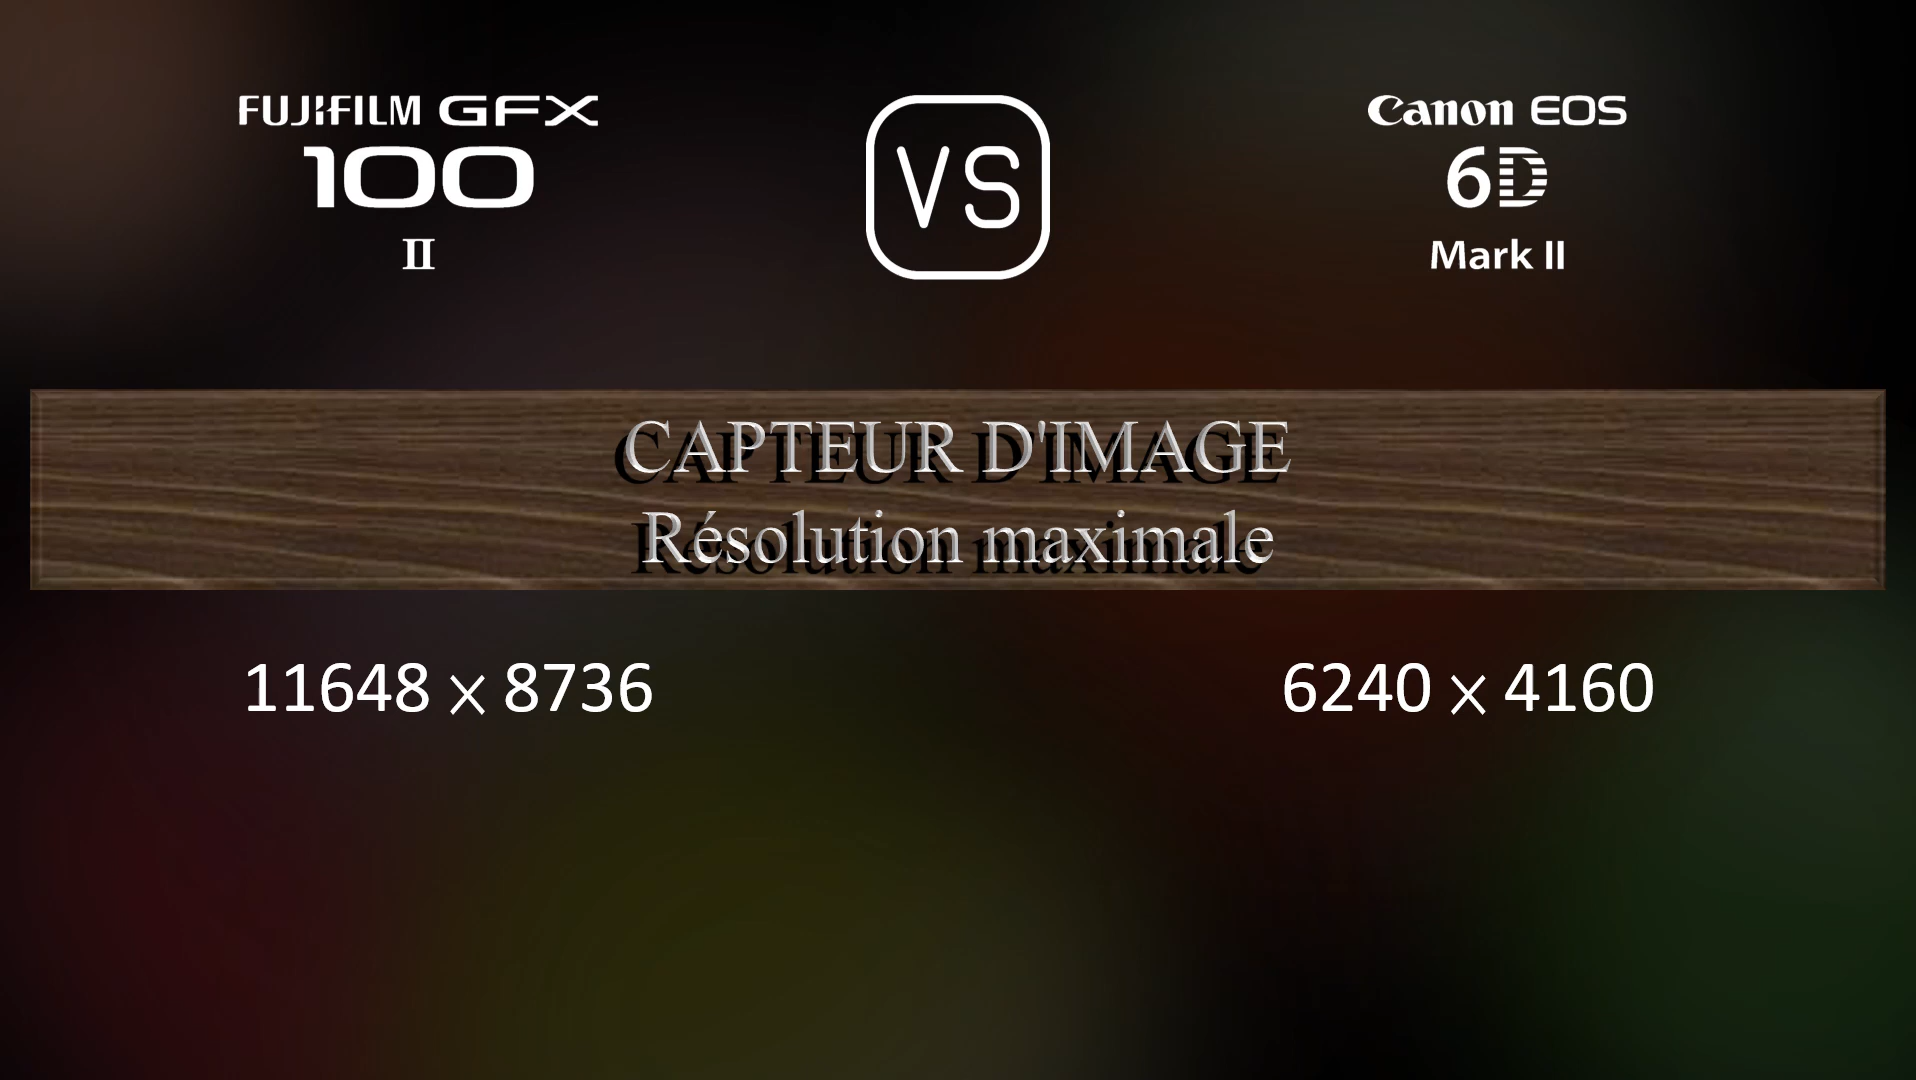 FUJIFILM GFX
100
II
VS
Canon EOS
6D
Mark II
CAPTEUR D'IMAGE
Résolution maximale
11648 x 8736
6240 x 4160